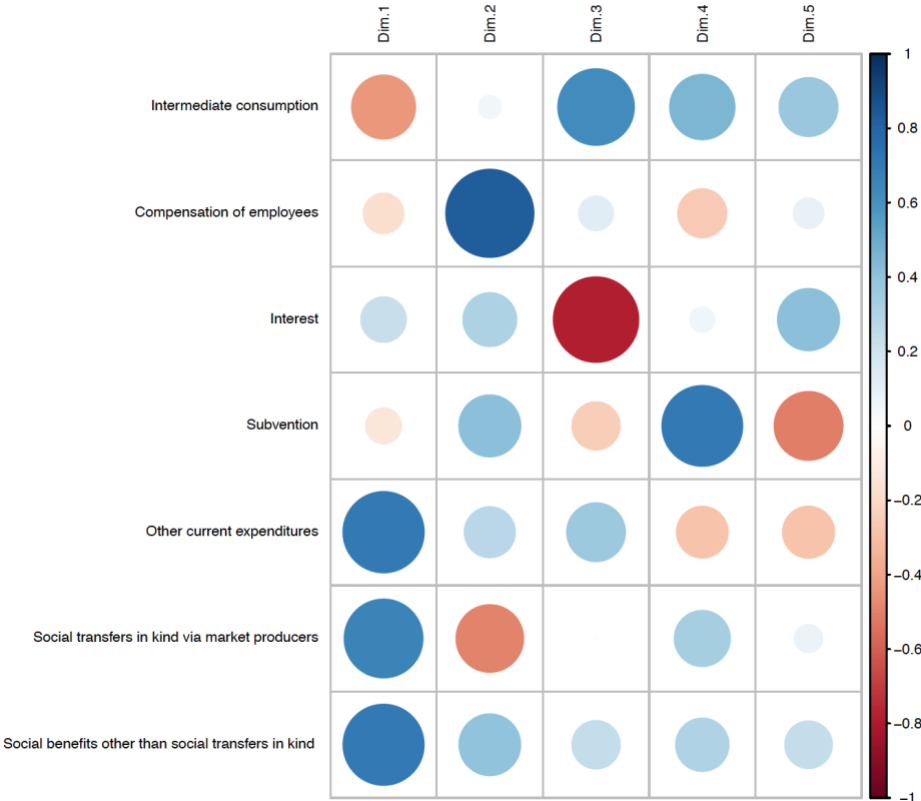 Dim.1 Dim.2 Dim.3 Dim.4 Dim.5
1
Intermediate consumption
0.8
Compensation of employees
0.6
0.4
Interest
0.2
Subvention
0
−0.2
Other current expenditures
−0.4
Social transfers in kind via market producers
−0.6
−0.8
Social benefits other than social transfers in kind
−1